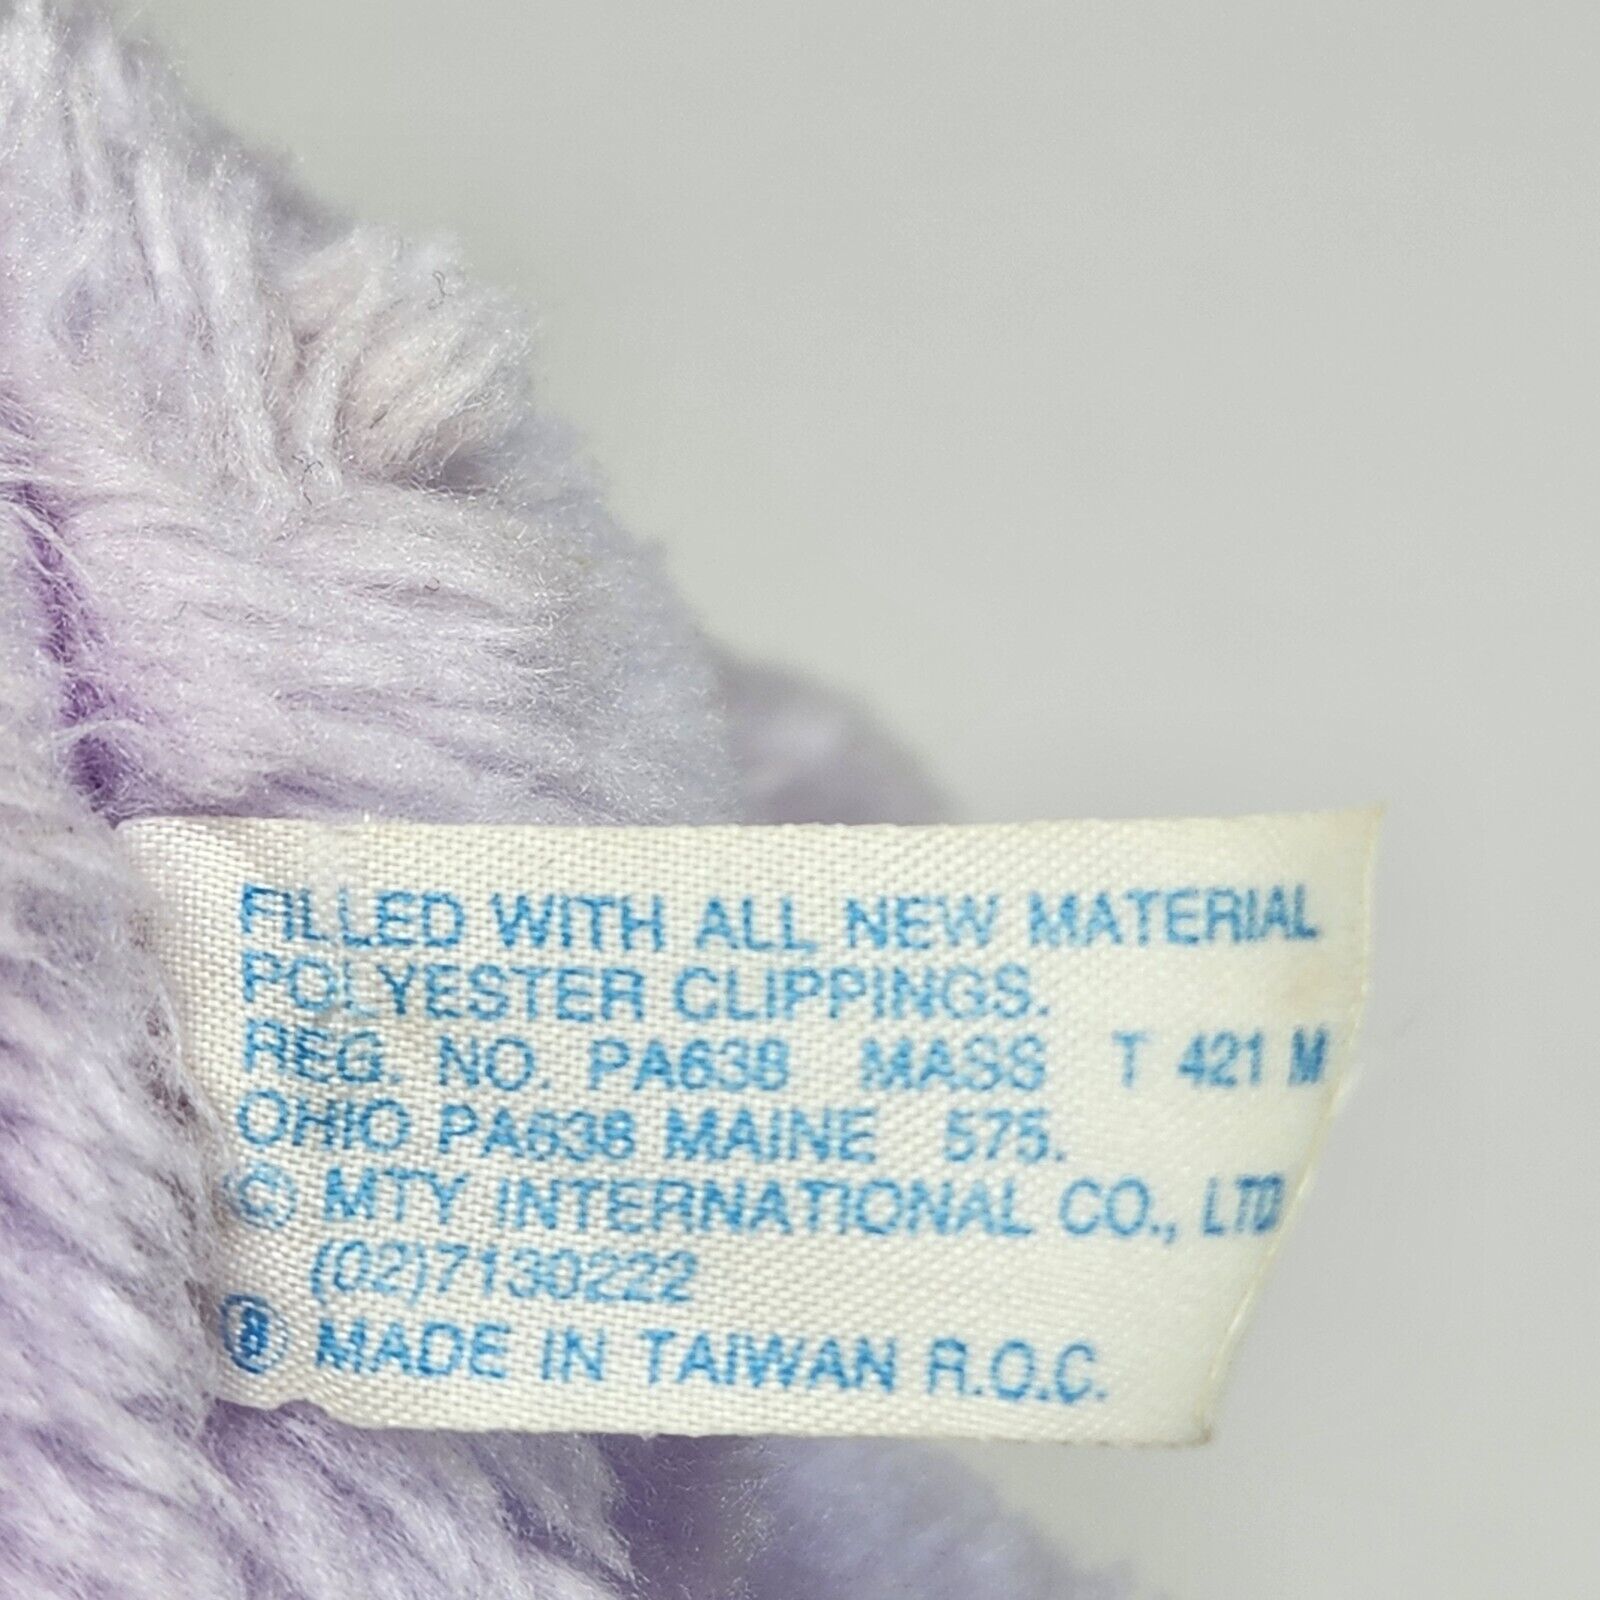 FILLED WITH ALL NEW MATERIAL
POLYESTER CLIPPINGS.
REG. NO. PA638 MASS T 421 M
OHIO PA638 MAINE 575.
© MTY INTERNATIONAL CO., LTD
(02)7130222
® MADE IN TAIWAN R.O.C.